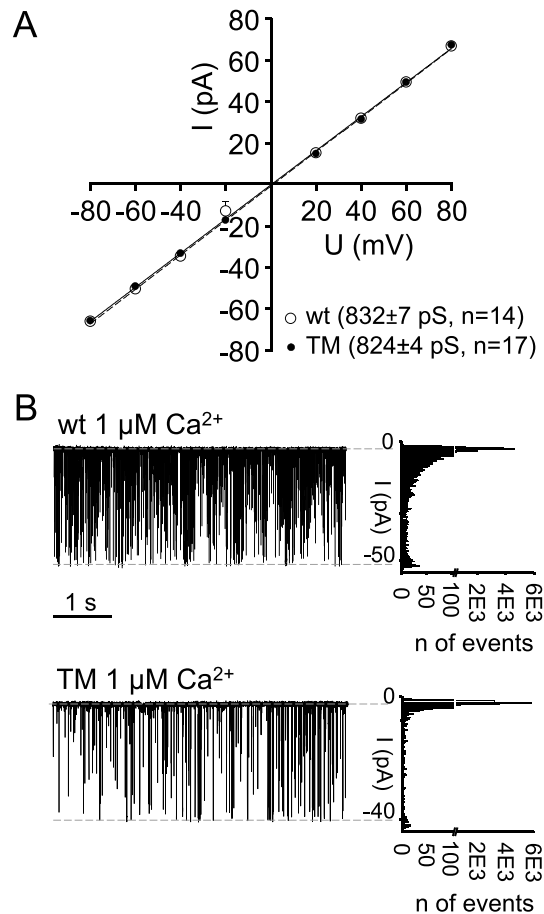 A
I (pA)
80
60
40
20
-80 -60 -40
20 40 60 80
-20
-40
-60
-80
U (mV)
wt (832±7 pS, n=14)
TM (824±4 pS, n=17)
B
wt 1 µM Ca²⁺
0
I (pA)
-50
0 50 100 2E3 4E3 6E3
n of events
1 s
TM 1 µM Ca²⁺
0
I (pA)
-40
0 50 100 2E3 4E3 6E3
n of events